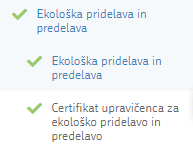 Ekološka pridelava in
predelava
Ekološka pridelava in
predelava
Certifikat upravičenca za
ekološko pridelavo in
predelavo